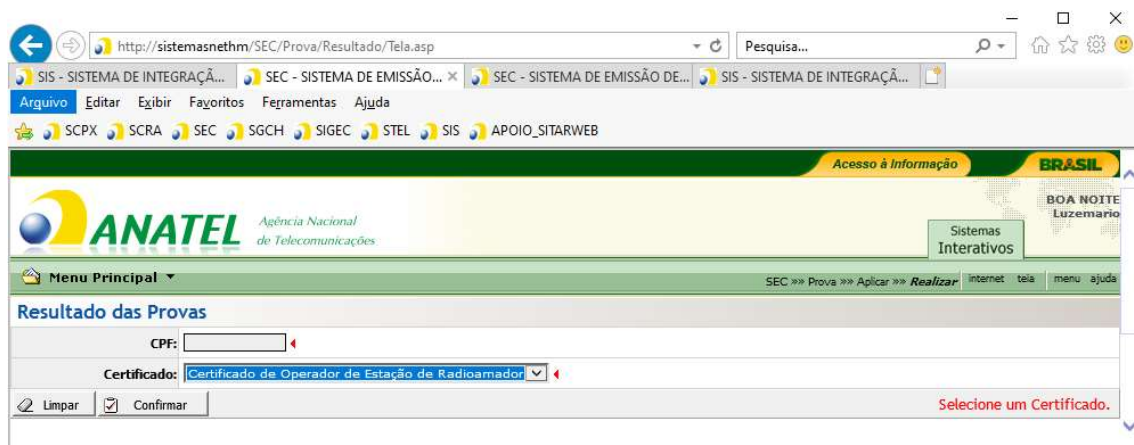 http://sistemasnethm/SEC/Prova/Resultado/Tela.asp
Pesquisa...
SIS - SISTEMA DE INTEGRAÇÃ...
SEC - SISTEMA DE EMISSÃO...
SEC - SISTEMA DE EMISSÃO DE...
SIS - SISTEMA DE INTEGRAÇÃ...
Arquivo Editar Exibir Favoritos Ferramentas Ajuda
SCPX SCRA SEC SGCH SIGEC STEL SIS APOIO_SITARWEB
Acesso à Informação
BRASIL
ANATEL
Agência Nacional
de Telecomunicações
BOA NOITE
Luzemario
Sistemas
Interativos
Menu Principal
SEC »» Prova »» Aplicar »» Realizar internet tela menu ajuda
Resultado das Provas
CPF:
Certificado: Certificado de Operador de Estação de Radioamador
Limpar Confirmar
Selecione um Certificado.